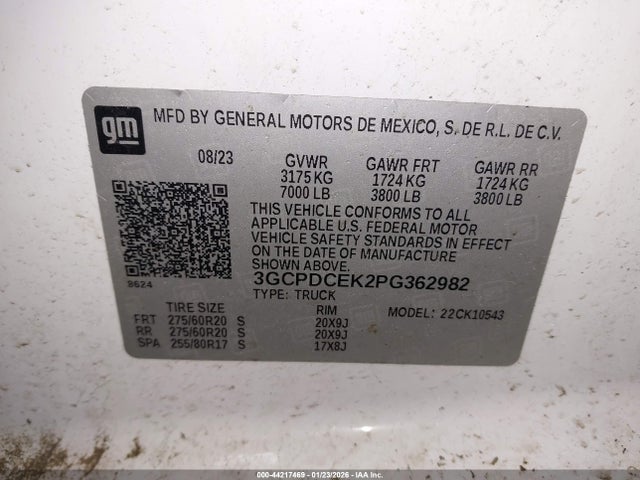 gm
MFD BY GENERAL MOTORS DE MEXICO, S. DE R.L. DE C.V.
08/23 GVWR GAWR FRT GAWR RR
3175 KG 1724 KG 1724 KG
7000 LB 3800 LB 3800 LB
THIS VEHICLE CONFORMS TO ALL
APPLICABLE U.S. FEDERAL MOTOR
VEHICLE SAFETY STANDARDS IN EFFECT
ON THE DATE OF MANUFACTURE
SHOWN ABOVE.
8624 3GCPDCEK2PG362982
TYPE: TRUCK
TIRE SIZE RIM MODEL: 22CK10543
FRT 275/60R20 S 20X9J
RR 275/60R20 S 20X9J
SPA 255/80R17 S 17X8J
000-44217469 | 01/23/2026 - COPART/IAA HOLDINGS, LLC